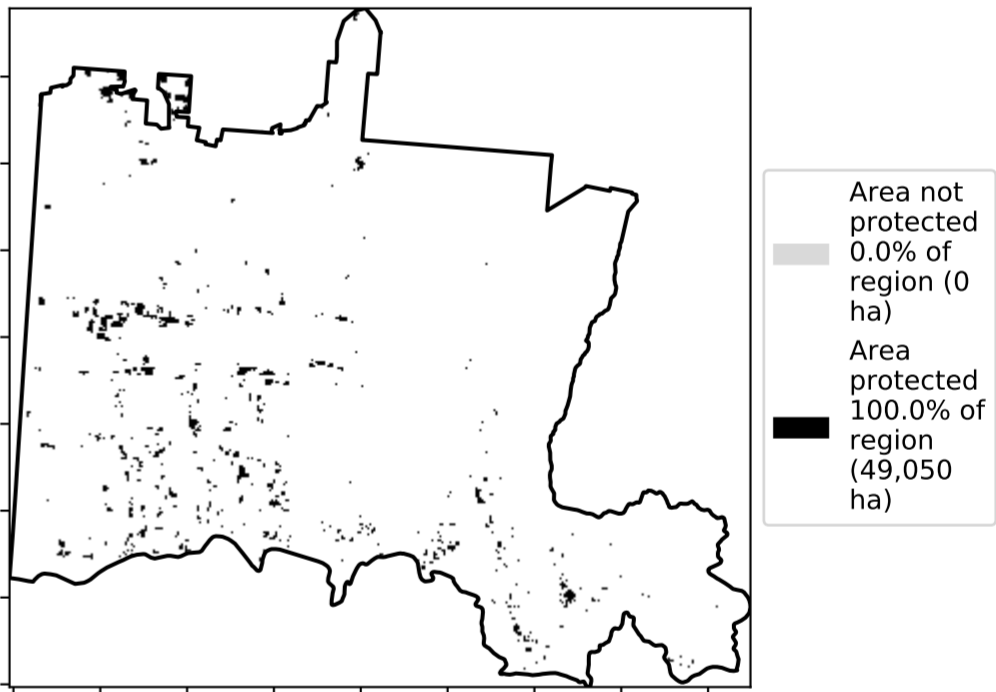 Area not
protected
0.0% of
region (0
ha)
Area
protected
100.0% of
region
(49,050
ha)